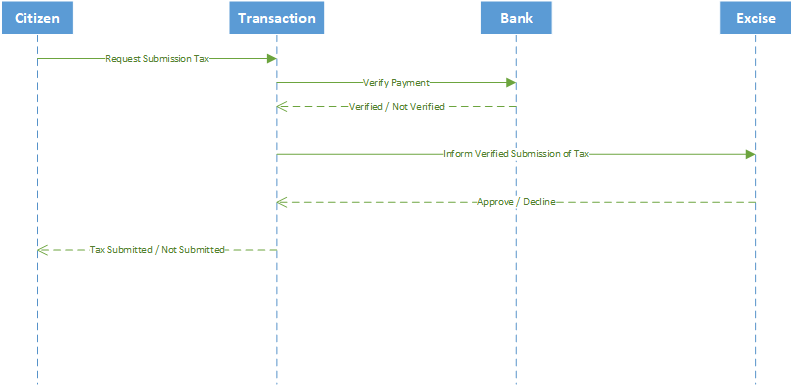 Citizen
Transaction
Bank
Excise
Request Submission Tax
Verify Payment
Verified / Not Verified
Inform Verified Submission of Tax
Approve / Decline
Tax Submitted / Not Submitted